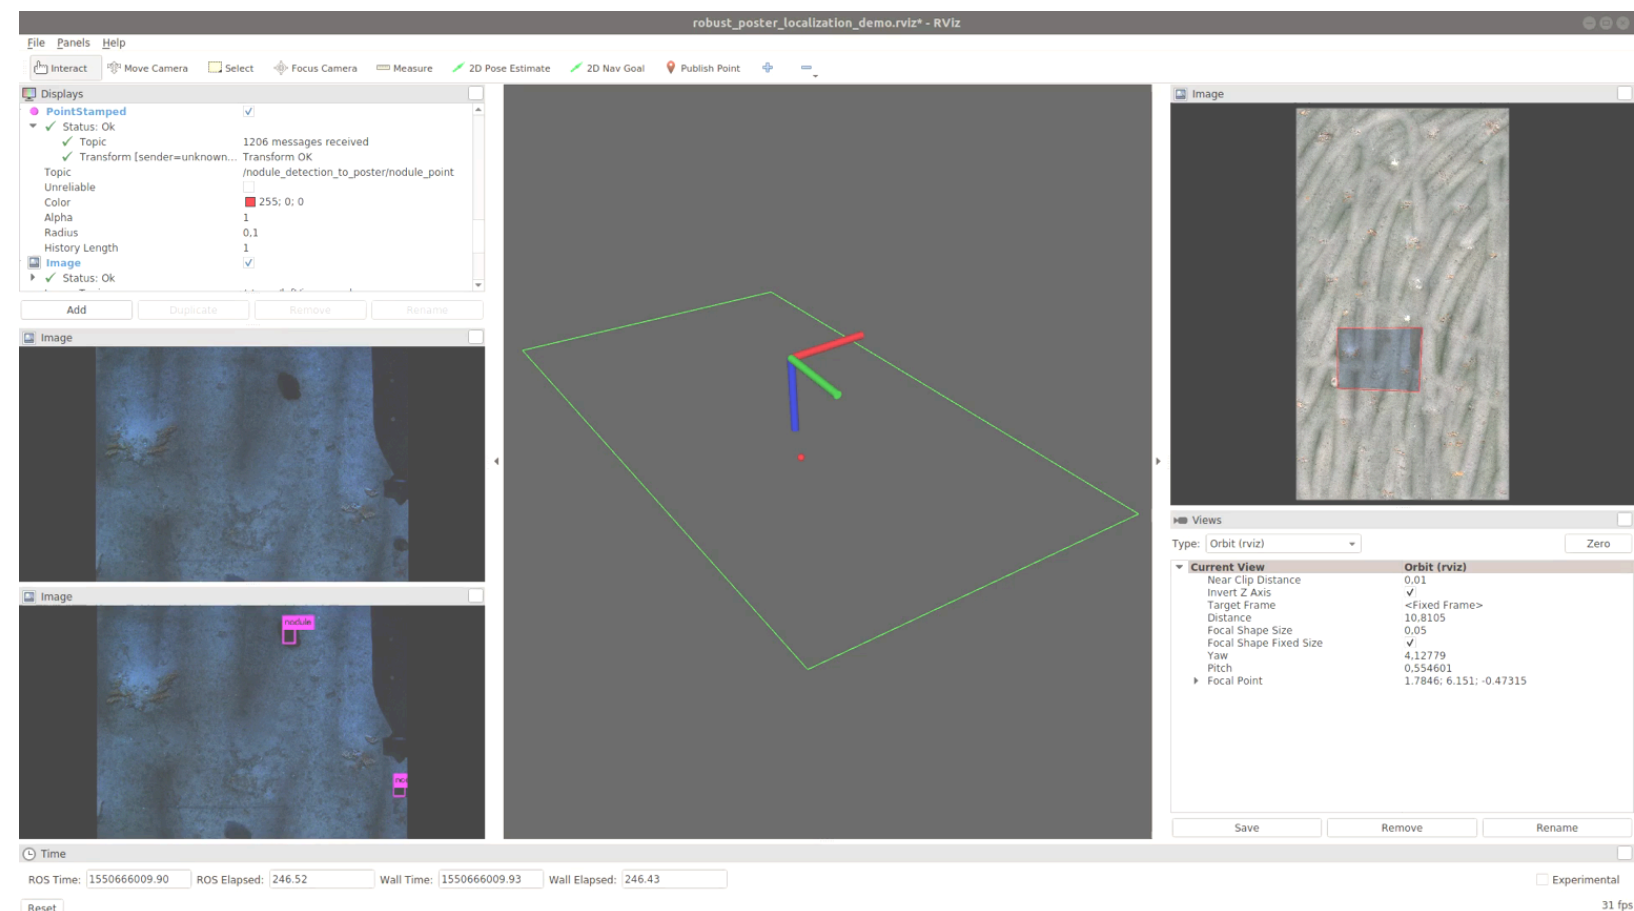 robust_poster_localization_demo.rviz* - RViz
File Panels Help
Interact Move Camera Select Focus Camera Measure 2D Pose Estimate 2D Nav Goal Publish Point
Displays
PointStamped
Status: Ok
Topic 1206 messages received
Transform [sender=unknown... Transform OK
Topic /nodule_detection_to_poster/nodule_point
Unreliable
Color 255; 0; 0
Alpha 1
Radius 0,1
History Length 1
Image
Status: Ok
Add Duplicate Remove Rename
Image
Image
nodule
Image
Views
Type: Orbit (rviz) Zero
Current View Orbit (rviz)
Near Clip Distance 0,01
Invert Z Axis
Target Frame <Fixed Frame>
Distance 10,8105
Focal Shape Size 0,05
Focal Shape Fixed Size
Yaw 4,12779
Pitch 0,554601
Focal Point 1.7846; 6.151; -0.47315
Save Remove Rename
Time
ROS Time: 1550666009.90 ROS Elapsed: 246.52 Wall Time: 1550666009.93 Wall Elapsed: 246.43 Experimental
Reset 31 fps